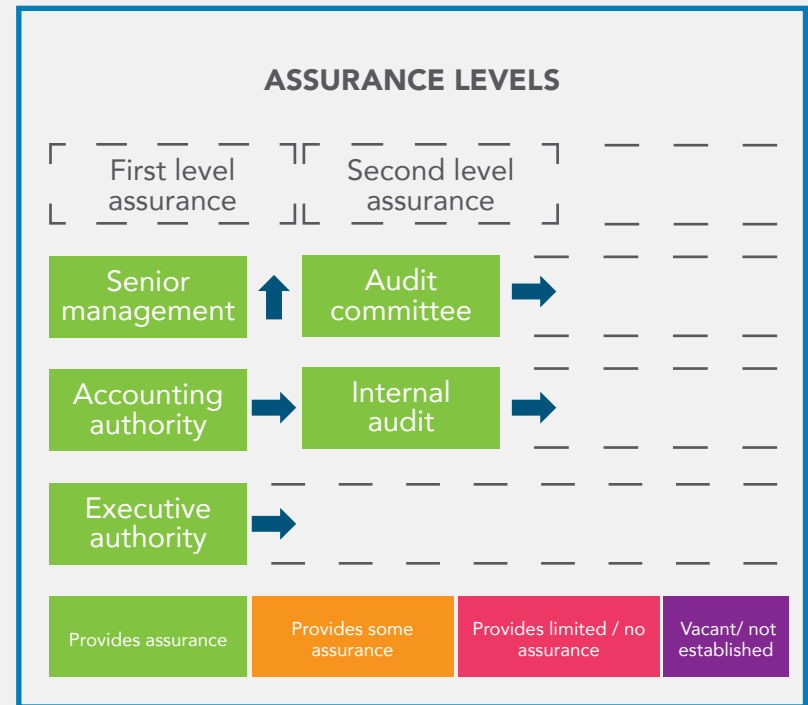 ASSURANCE LEVELS
First level
assurance
Second level
assurance
Senior
management
Audit
committee
Accounting
authority
Internal
audit
Executive
authority
Provides assurance
Provides some
assurance
Provides limited / no
assurance
Vacant/ not
established